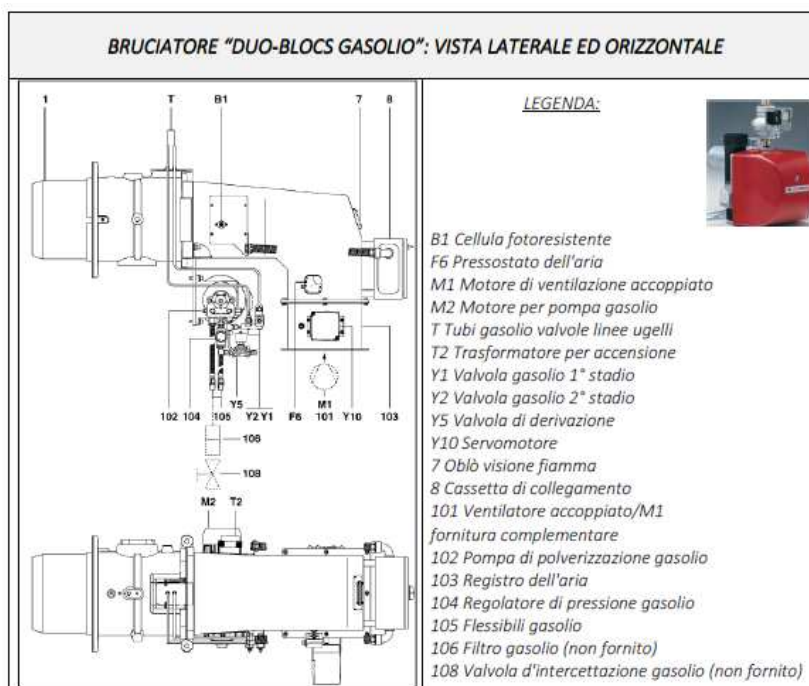 BRUCIATORE “DUO-BLOCS GASOLIO”: VISTA LATERALE ED ORIZZONTALE
1 T B1 7 8
102 104 105 Y5 Y2 Y1 F6 M1 101 Y10 103
106
108
M2 T2
LEGENDA:
B1 Cellula fotoresistente
F6 Pressostato dell'aria
M1 Motore di ventilazione accoppiato
M2 Motore per pompa gasolio
T Tubi gasolio valvole linee ugelli
T2 Trasformatore per accensione
Y1 Valvola gasolio 1° stadio
Y2 Valvola gasolio 2° stadio
Y5 Valvola di derivazione
Y10 Servomotore
7 Oblò visione fiamma
8 Cassetta di collegamento
101 Ventilatore accoppiato/M1
fornitura complementare
102 Pompa di polverizzazione gasolio
103 Registro dell'aria
104 Regolatore di pressione gasolio
105 Flessibili gasolio
106 Filtro gasolio (non fornito)
108 Valvola d'intercettazione gasolio (non fornito)